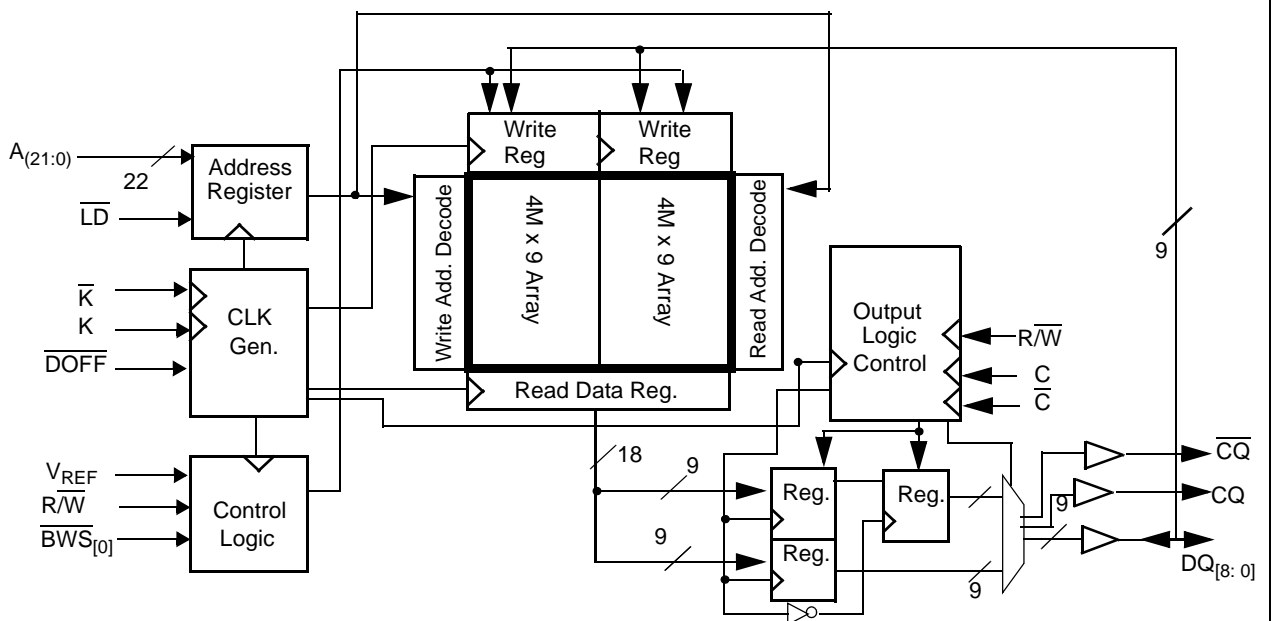 A(21:0)
22
LD
Address
Register
K
K
DOFF
CLK
Gen.
VREF
R/W
BWS[0]
Control
Logic
Write
Reg
Write
Reg
Write Add. Decode
4M x 9 Array
4M x 9 Array
Read Add. Decode
Read Data Reg.
18
9
9
Output
Logic
Control
R/W
C
C
Reg.
Reg.
Reg.
9
9
9
CQ
CQ
DQ[8: 0]